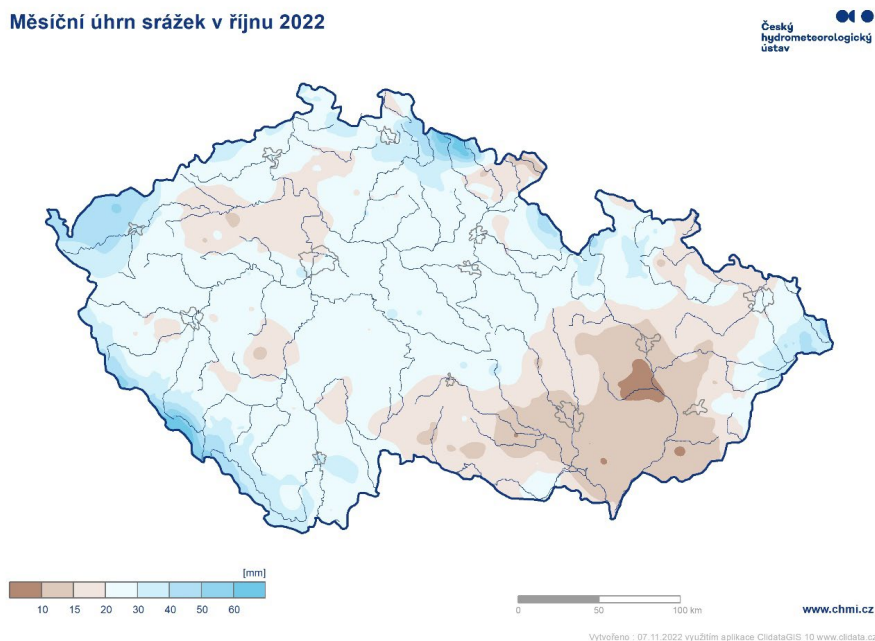 Měsíční úhrn srážek v říjnu 2022
Český
hydrometeorologický
ústav
[mm]
10 15 20 30 40 50 60
0 50 100 km
www.chmi.cz
Vytvořeno : 07.11.2022 využitím aplikace ClidataGIS 10 www.clidata.cz